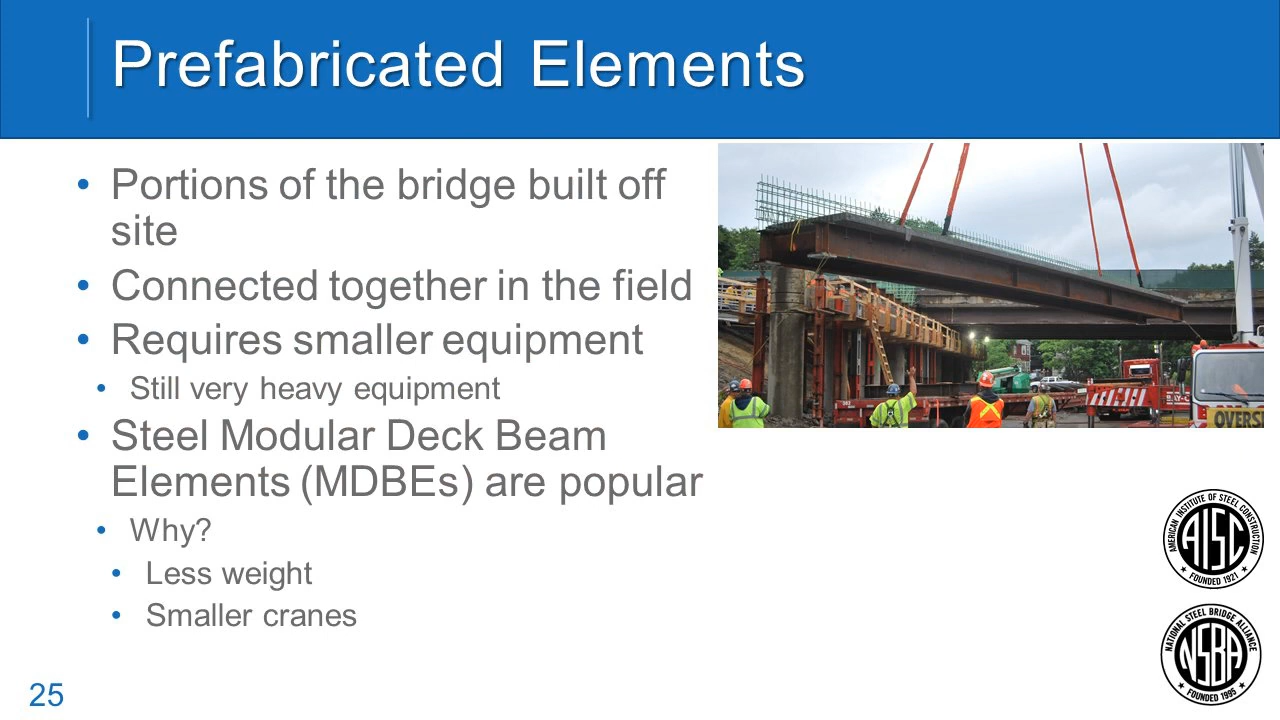 Prefabricated Elements
• Portions of the bridge built off
site
• Connected together in the field
• Requires smaller equipment
• Still very heavy equipment
• Steel Modular Deck Beam
Elements (MDBEs) are popular
• Why?
• Less weight
• Smaller cranes
OVERS
AMERICAN INSTITUTE OF STEEL CONSTRUCTION
AISC
FOUNDED 1921
NATIONAL STEEL BRIDGE ALLIANCE
NSBA
FOUNDED 1995
25